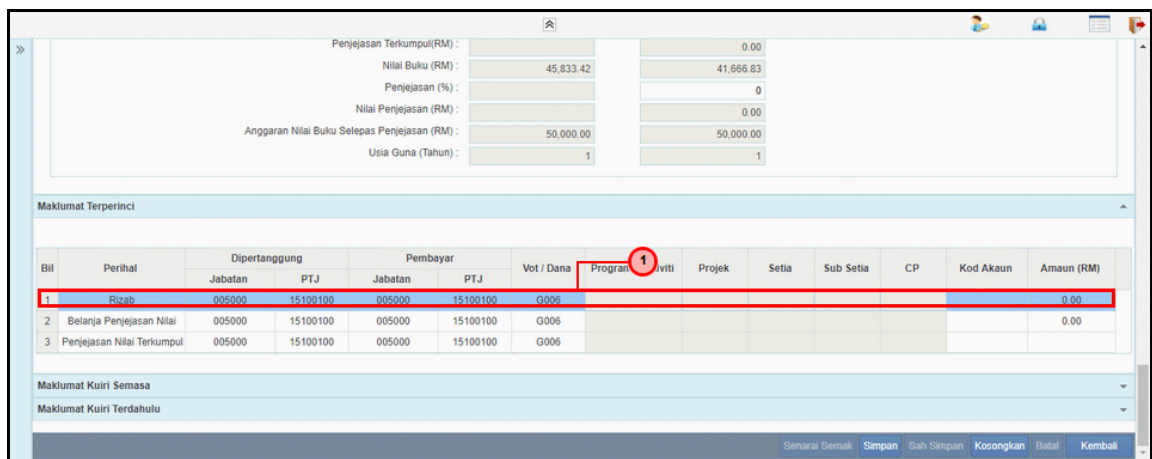 Penjejasan Terkumpul(RM) : 0.00
Nilai Buku (RM) : 45,833.42 41,666.83
Penjejasan (%) : 0
Nilai Penjejasan (RM) : 0.00
Anggaran Nilai Buku Selepas Penjejasan (RM) : 50,000.00 50,000.00
Usia Guna (Tahun) : 1 1
Maklumat Terperinci
Bil Perihal Dipertanggung Pembayar Vot / Dana Projek Setia Sub Setia CP Kod Akaun Amaun (RM)
Jabatan PTJ Jabatan PTJ
1
1 Rizab 005000 15100100 005000 15100100 G006 0.00
2 Belanja Penjejasan Nilai 005000 15100100 005000 15100100 G006 0.00
3 Penjejasan Nilai Terkumpul 005000 15100100 005000 15100100 G006
Maklumat Kuiri Semasa
Maklumat Kuiri Terdahulu
Senarai Semak Simpan Sah Simpan Kosongkan Batal Kembali